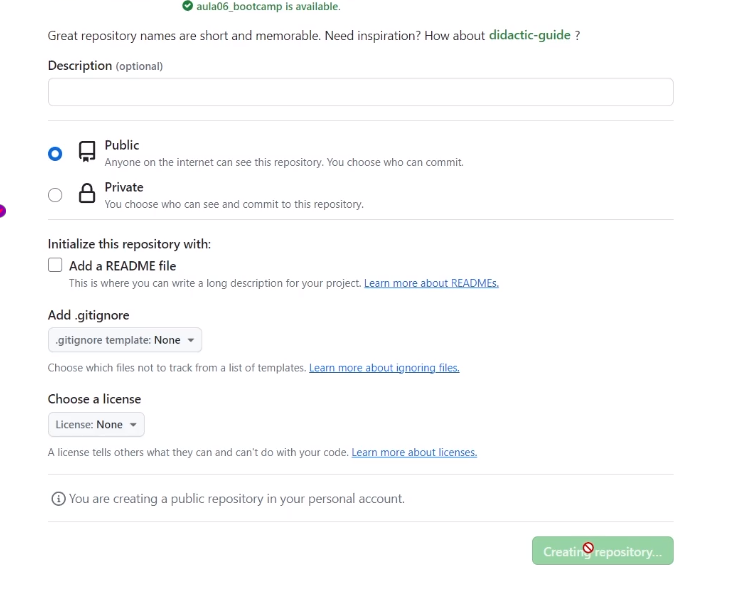 aula06_bootcamp is available.
Great repository names are short and memorable. Need inspiration? How about didactic-guide ?
Description (optional)
Public
Anyone on the internet can see this repository. You choose who can commit.
Private
You choose who can see and commit to this repository.
Initialize this repository with:
Add a README file
This is where you can write a long description for your project. Learn more about READMEs.
Add .gitignore
.gitignore template: None
Choose which files not to track from a list of templates. Learn more about ignoring files.
Choose a license
License: None
A license tells others what they can and can't do with your code. Learn more about licenses.
You are creating a public repository in your personal account.
Creating repository...